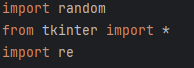 import random
from tkinter import *
import re